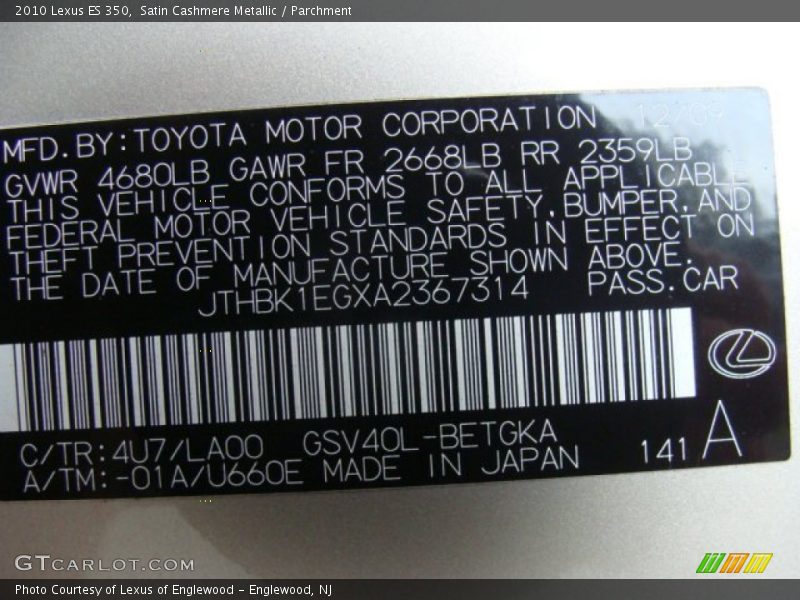 2010 Lexus ES 350,  Satin Cashmere Metallic / Parchment
MFD.BY:TOYOTA MOTOR CORPORATION 12/09
GVWR 4680LB GAWR FR 2668LB RR 2359LB
THIS VEHICLE CONFORMS TO ALL APPLICABLE
FEDERAL MOTOR VEHICLE SAFETY,BUMPER,AND
THEFT PREVENTION STANDARDS IN EFFECT ON
THE DATE OF MANUFACTURE SHOWN ABOVE.
JTHBK1EGXA2367314 PASS.CAR
C/TR:4U7/LA00 GSV40L-BETGKA
A/TM:-01A/U660E MADE IN JAPAN 141 A
GTCARLOT.COM
Photo Courtesy of Lexus of Englewood – Englewood, NJ